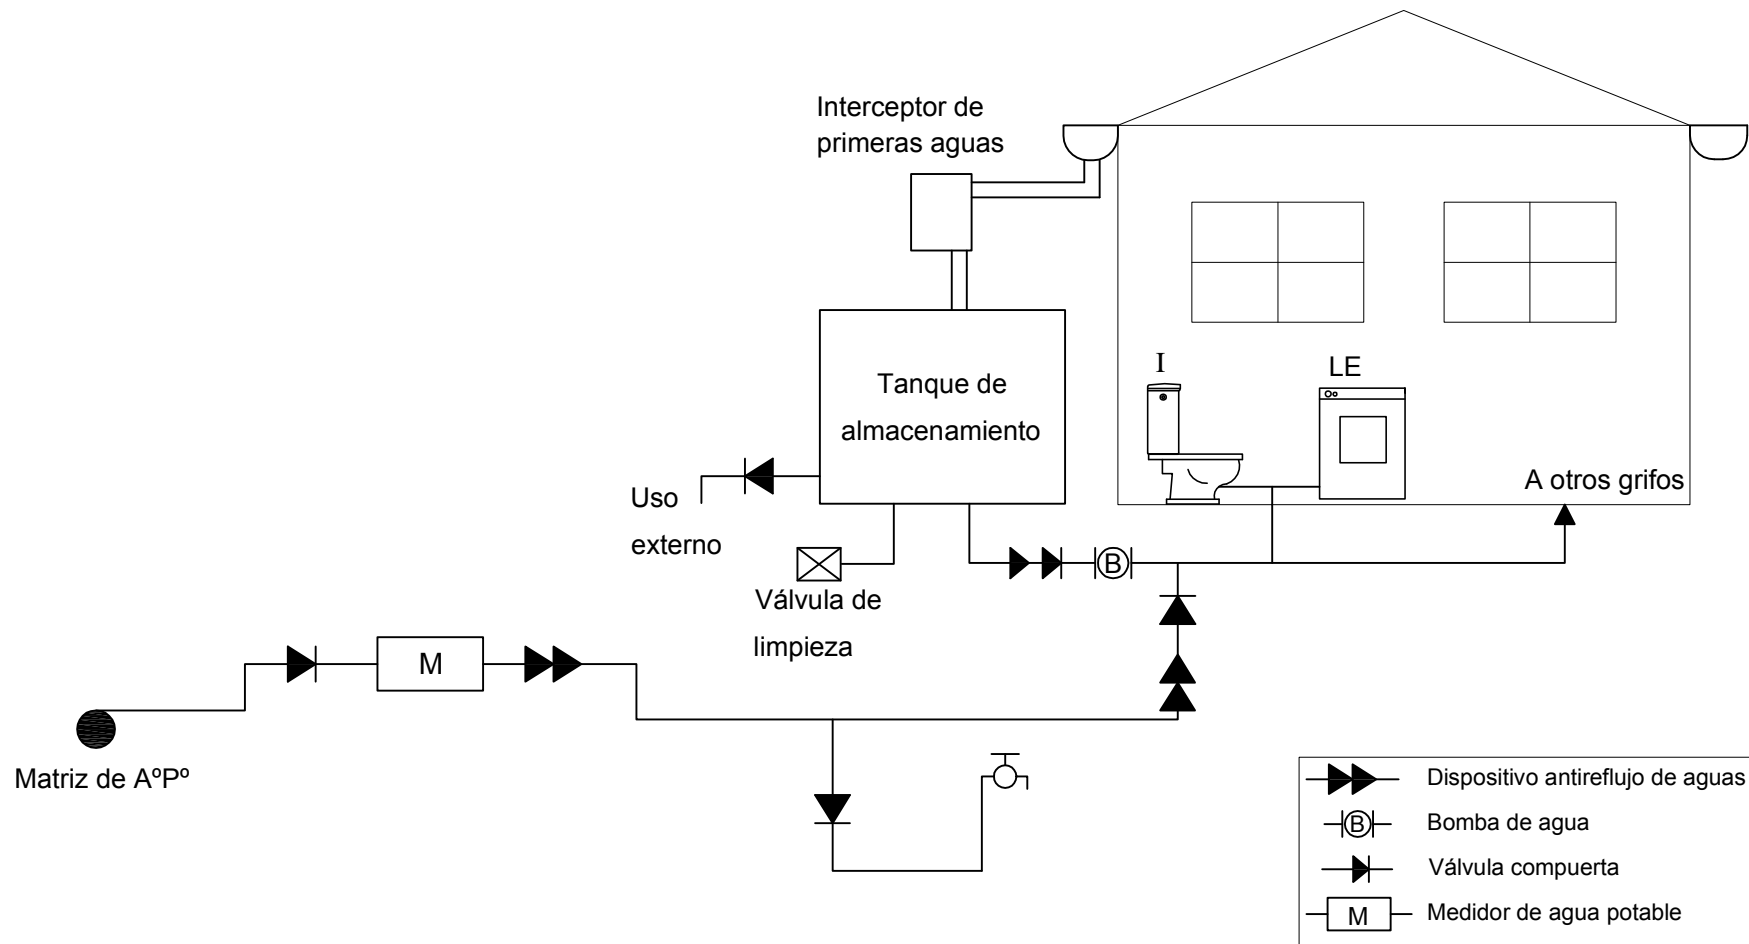 Interceptor de
primeras aguas
I
LE
Tanque de
almacenamiento
A otros grifos
Uso
externo
B
Válvula de
limpieza
M
Matriz de AºPº
Dispositivo antireflujo de aguas
B
Bomba de agua
Válvula compuerta
M
Medidor de agua potable